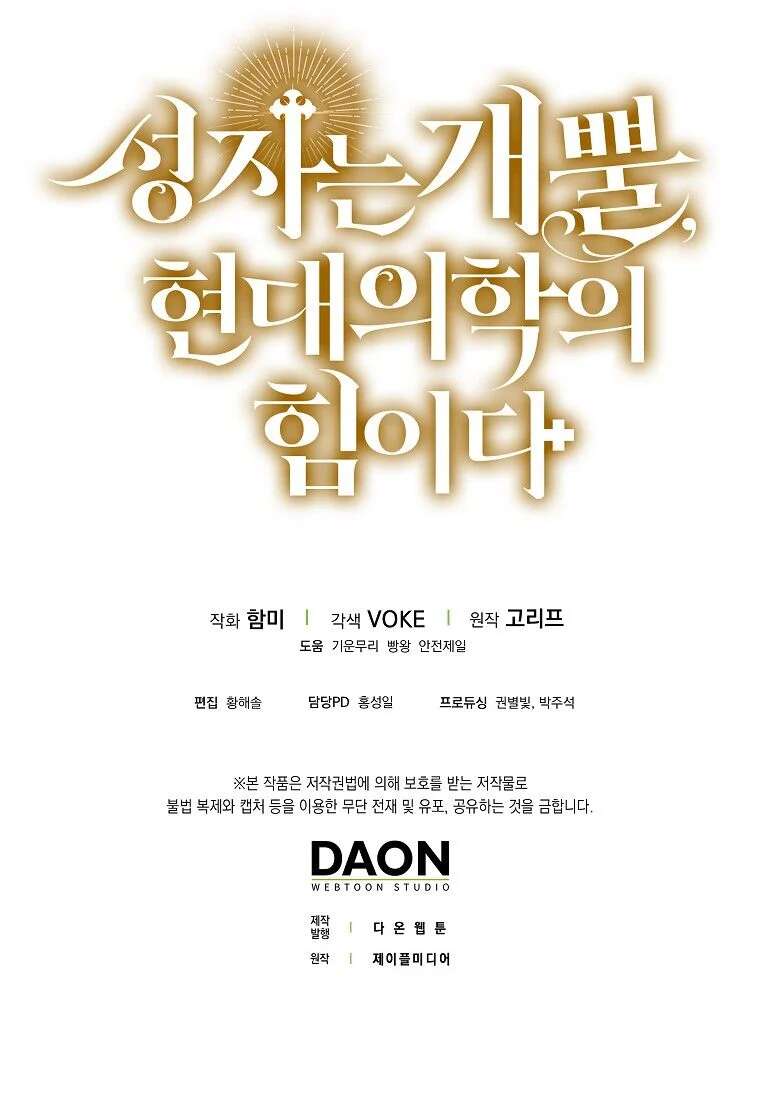 성자는 개뿔,
현대의학의
힘이다
작화 함미 | 각색 VOKE | 원작 고리프
도움 기운무리 빵왕 안전제일
편집 황해솔 담당PD 홍성일 프로듀싱 권별빛, 박주석
※본 작품은 저작권법에 의해 보호를 받는 저작물로
불법 복제와 캡처 등을 이용한 무단 전재 및 유포, 공유하는 것을 금합니다.
DAON
WEBTOON STUDIO
제작
발행 | 다온웹툰
원작 | 제이플미디어